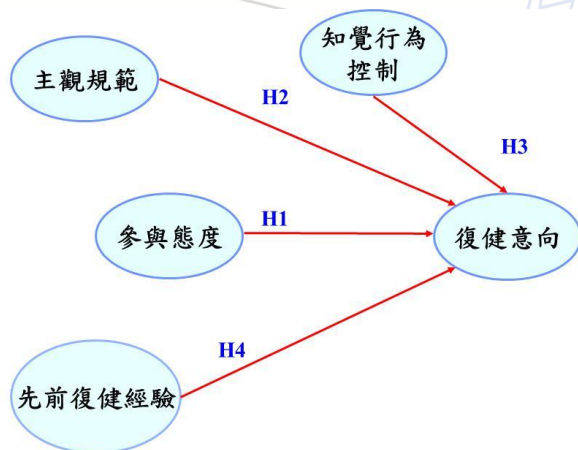 知覺行為
控制
主觀規範
H2
H3
參與態度
H1
復健意向
H4
先前復健經驗